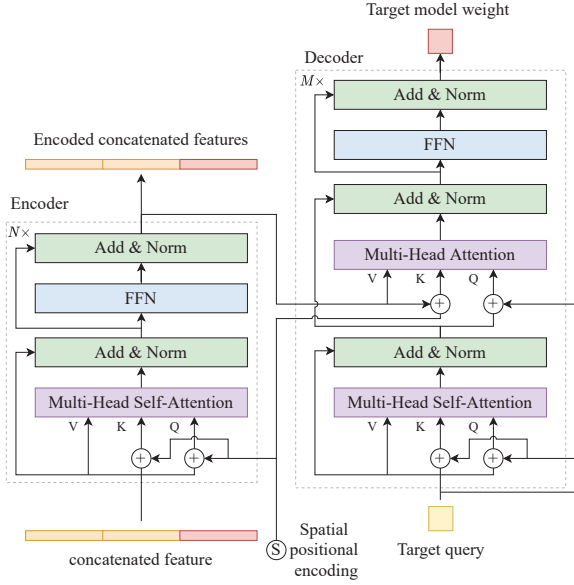 Target model weight
Decoder
M×
Add & Norm
FFN
Add & Norm
Multi-Head Attention
V
K
Q
Add & Norm
Multi-Head Self-Attention
V
K
Q
Target query
Encoded concatenated features
Encoder
N×
Add & Norm
FFN
Add & Norm
Multi-Head Self-Attention
V
K
Q
concatenated feature
S
Spatial
positional
encoding